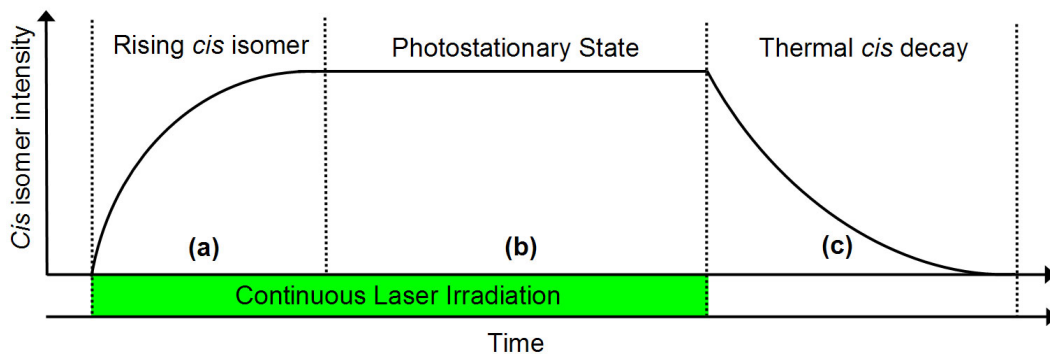 Rising cis isomer
Photostationary State
Thermal cis decay
Cis isomer intensity
(a)
(b)
(c)
Continuous Laser Irradiation
Time